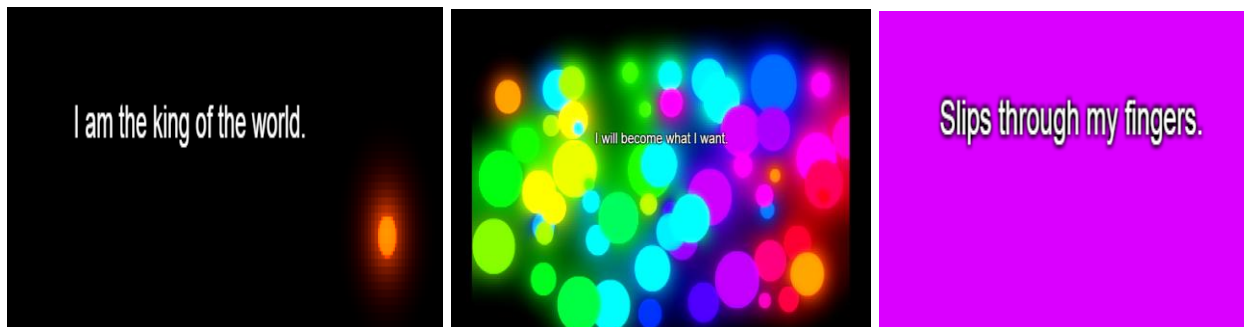 I am the king of the world.
I will become what I want.
Slips through my fingers.